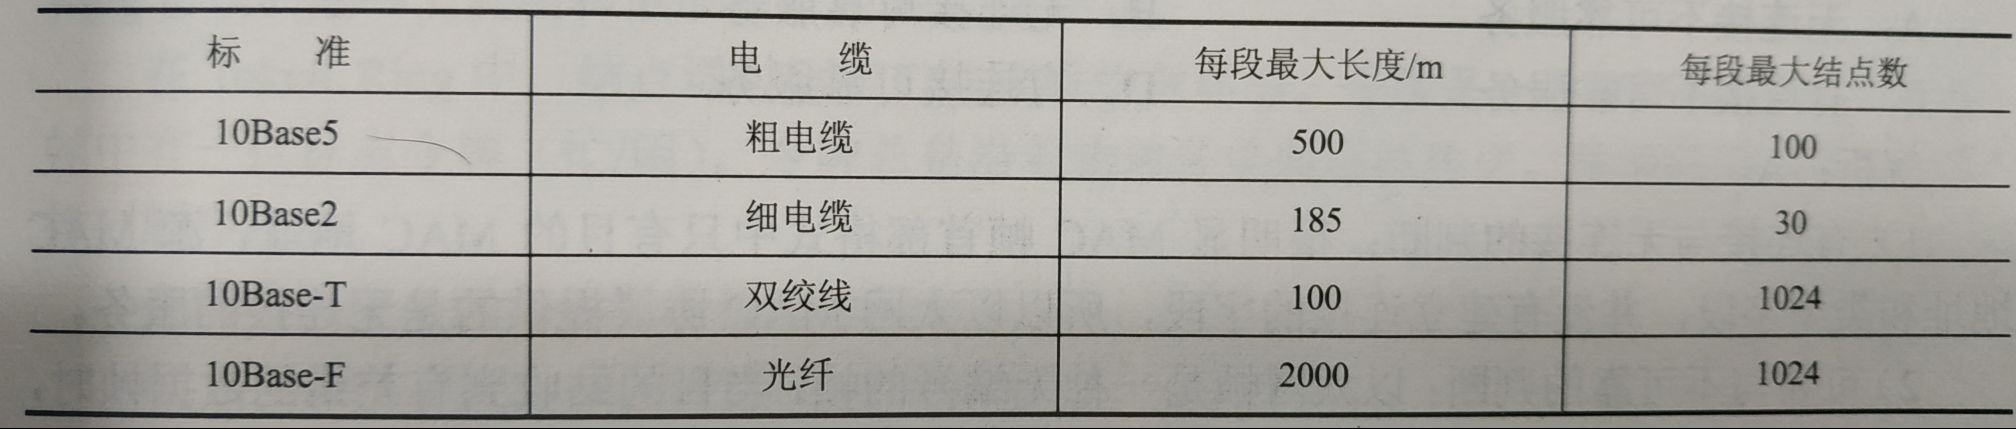 标 准 电 缆 每段最大长度/m 每段最大结点数
10Base5 粗电缆 500 100
10Base2 细电缆 185 30
10Base-T 双绞线 100 1024
10Base-F 光纤 2000 1024